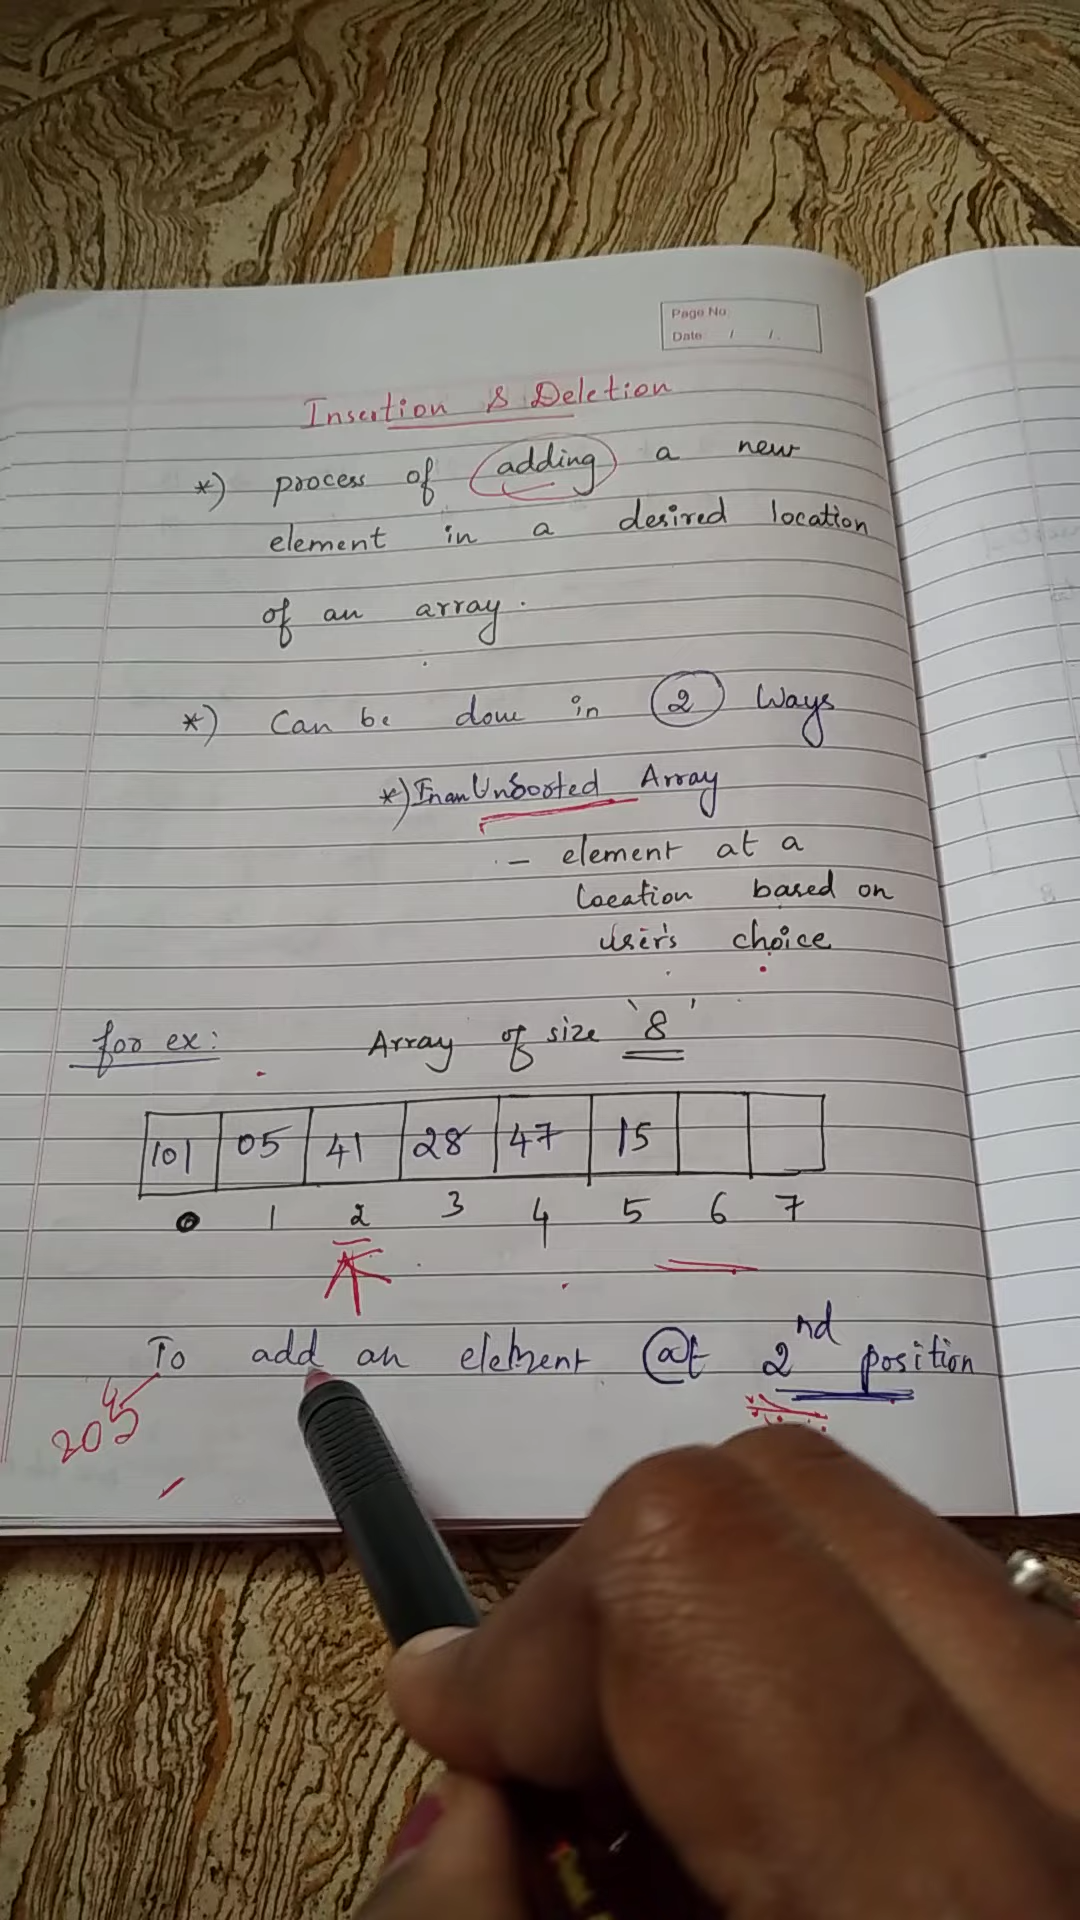 Page No.
Date / /
Insertion & Deletion
*) process of adding a new
element in a desired location
of an array.
*) Can be done in 2 Ways
*) In an UnSorted Array
- element at a
location based on
user's choice
for ex: Array of size '8'
101 05 41 28 47 15
0 1 2 3 4 5 6 7
To add an element @t 2nd position